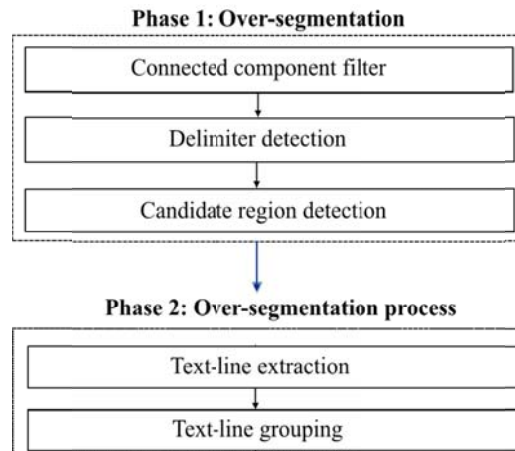 Phase 1: Over-segmentation
Connected component filter
Delimiter detection
Candidate region detection
Phase 2: Over-segmentation process
Text-line extraction
Text-line grouping